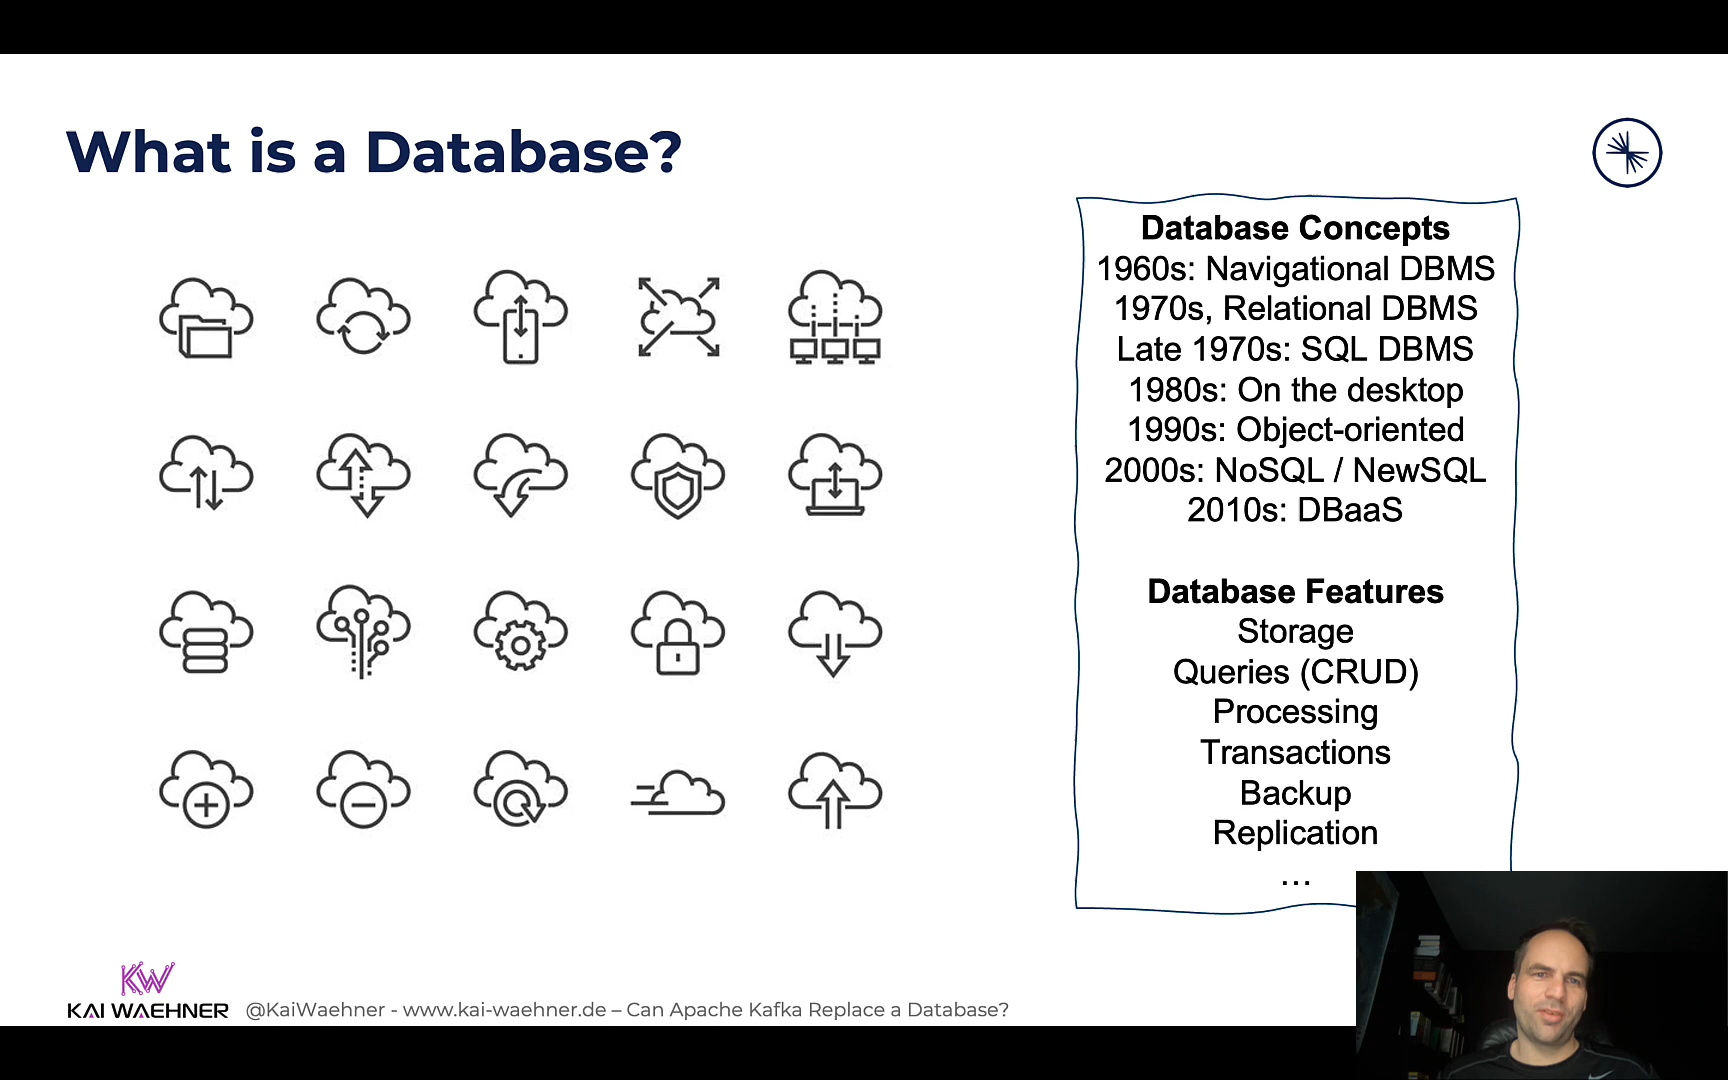 What is a Database?
Database Concepts
1960s: Navigational DBMS
1970s, Relational DBMS
Late 1970s: SQL DBMS
1980s: On the desktop
1990s: Object-oriented
2000s: NoSQL / NewSQL
2010s: DBaaS
Database Features
Storage
Queries (CRUD)
Processing
Transactions
Backup
Replication
...
KW
KAI WAEHNER
@KaiWaehner - www.kai-waehner.de – Can Apache Kafka Replace a Database?